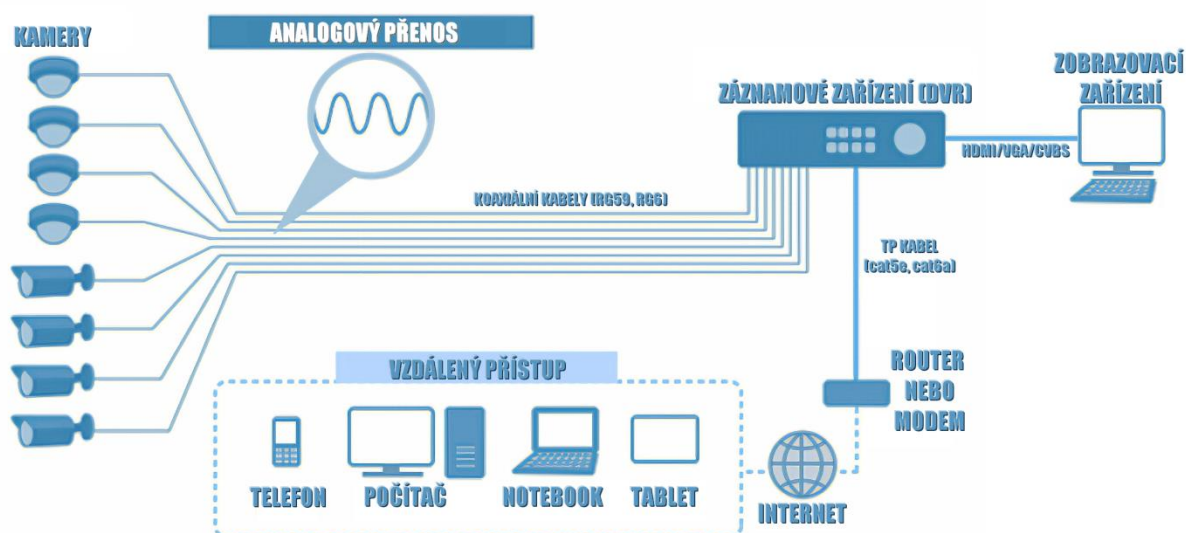 KAMERY
ANALOGOVÝ PŘENOS
ZÁZNAMOVÉ ZAŘÍZENÍ (DVR)
ZOBRAZOVACÍ
ZAŘÍZENÍ
HDMI/VGA/CVBS
KOAXIÁLNÍ KABELY (RG59, RG6)
TP KABEL
(cat5e, cat6a)
VZDÁLENÝ PŘÍSTUP
ROUTER
NEBO
MODEM
TELEFON
POČÍTAČ
NOTEBOOK
TABLET
INTERNET